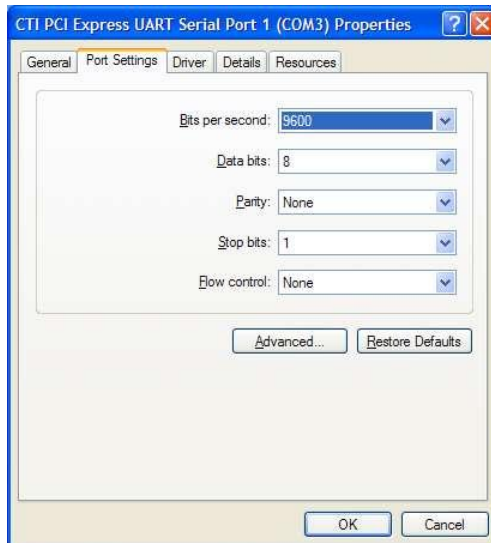 CTI PCI Express UART Serial Port 1 (COM3) Properties
General Port Settings Driver Details Resources
Bits per second: 9600
Data bits: 8
Parity: None
Stop bits: 1
Flow control: None
Advanced... Restore Defaults
OK Cancel